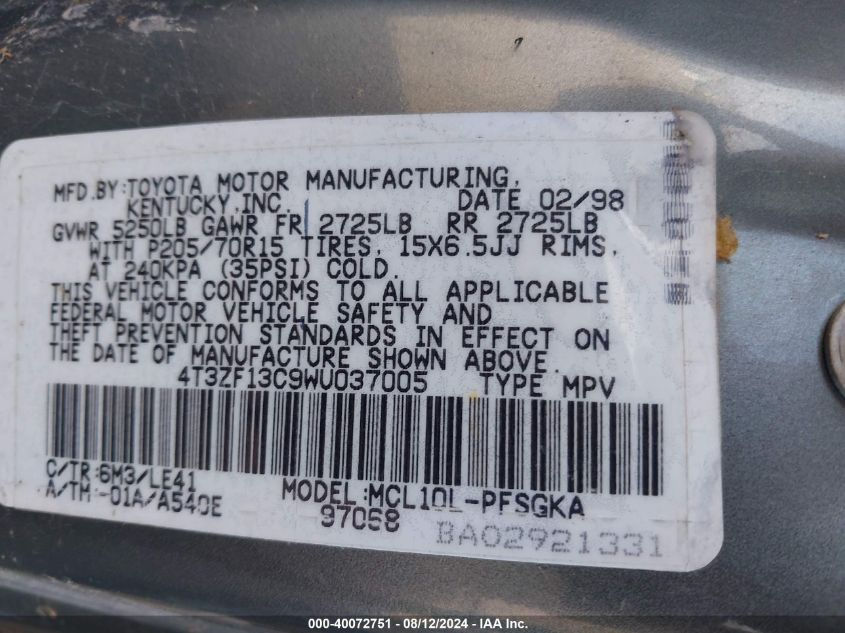 MFD.BY:TOYOTA MOTOR MANUFACTURING,
KENTUCKY,INC. DATE 02/98
GVWR 5250LB GAWR FR 2725LB RR 2725LB
WITH P205/70R15 TIRES, 15X6.5JJ RIMS,
AT 240KPA (35PSI) COLD.
THIS VEHICLE CONFORMS TO ALL APPLICABLE
FEDERAL MOTOR VEHICLE SAFETY AND
THEFT PREVENTION STANDARDS IN EFFECT ON
THE DATE OF MANUFACTURE SHOWN ABOVE.
4T3ZF13C9WU037005 TYPE MPV
C/TR:6M3/LE41 MODEL:MCL10L-PFSGKA
A/TM:-01A/A540E 97068
BA02921331
000-40072751 - 08/12/2024 - IAA Inc.